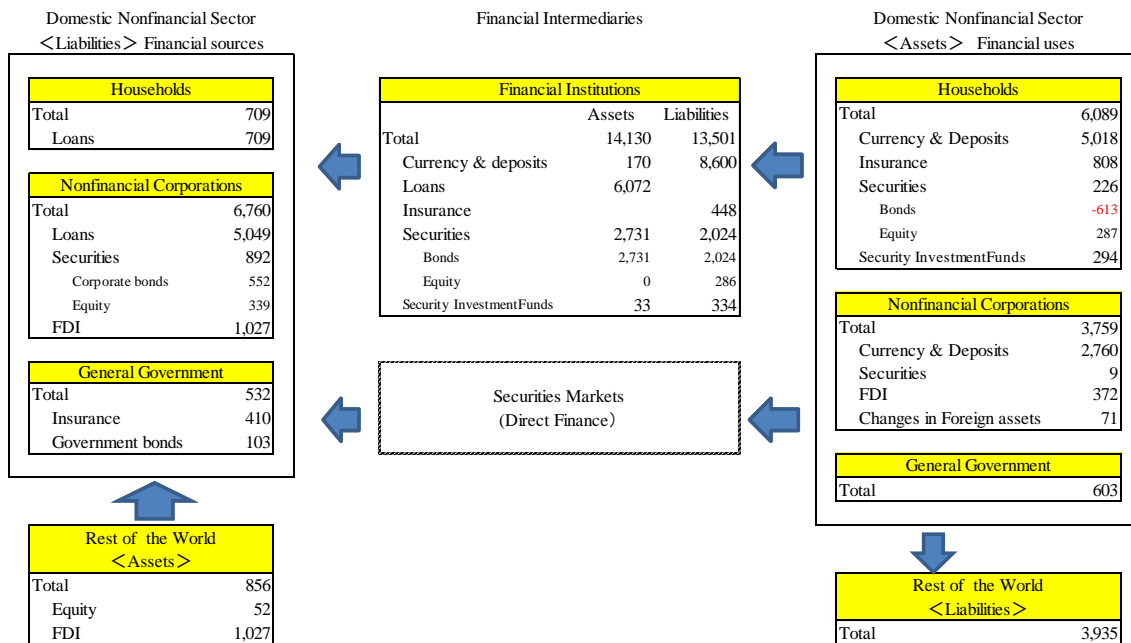 Domestic Nonfinancial Sector
＜Liabilities＞ Financial sources
Households
Total 709
Loans 709
Nonfinancial Corporations
Total 6,760
Loans 5,049
Securities 892
Corporate bonds 552
Equity 339
FDI 1,027
General Government
Total 532
Insurance 410
Government bonds 103
Rest of the World
＜Assets＞
Total 856
Equity 52
FDI 1,027
Financial Intermediaries
Financial Institutions
Assets Liabilities
Total 14,130 13,501
Currency & deposits 170 8,600
Loans 6,072
Insurance 448
Securities 2,731 2,024
Bonds 2,731 2,024
Equity 0 286
Security InvestmentFunds 33 334
Securities Markets
(Direct Finance）
Domestic Nonfinancial Sector
＜Assets＞ Financial uses
Households
Total 6,089
Currency & Deposits 5,018
Insurance 808
Securities 226
Bonds -613
Equity 287
Security InvestmentFunds 294
Nonfinancial Corporations
Total 3,759
Currency & Deposits 2,760
Securities 9
FDI 372
Changes in Foreign assets 71
General Government
Total 603
Rest of the World
＜Liabilities＞
Total 3,935